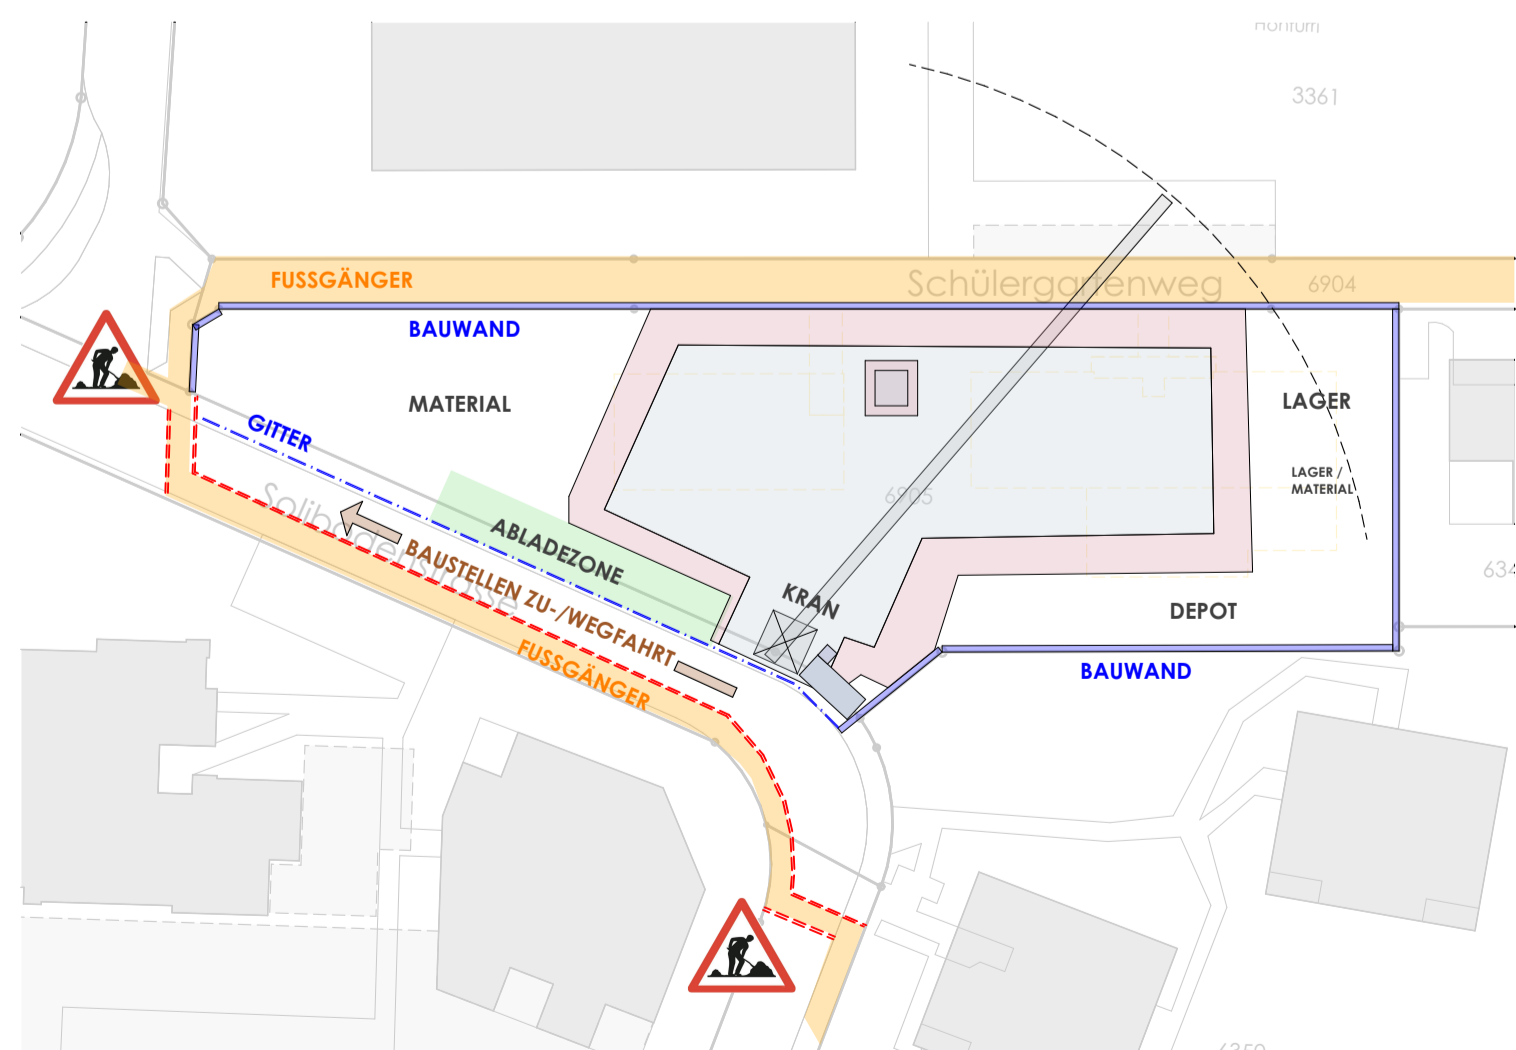 3361
FUSSGÄNGER
Schülergartenweg
6904
BAUWAND
MATERIAL
LAGER
GITTER
LAGER /
MATERIAL
6905
Solibodenstrasse
ABLADEZONE
BAUSTELLEN ZU-/WEGFAHRT
KRAN
DEPOT
FUSSGÄNGER
BAUWAND